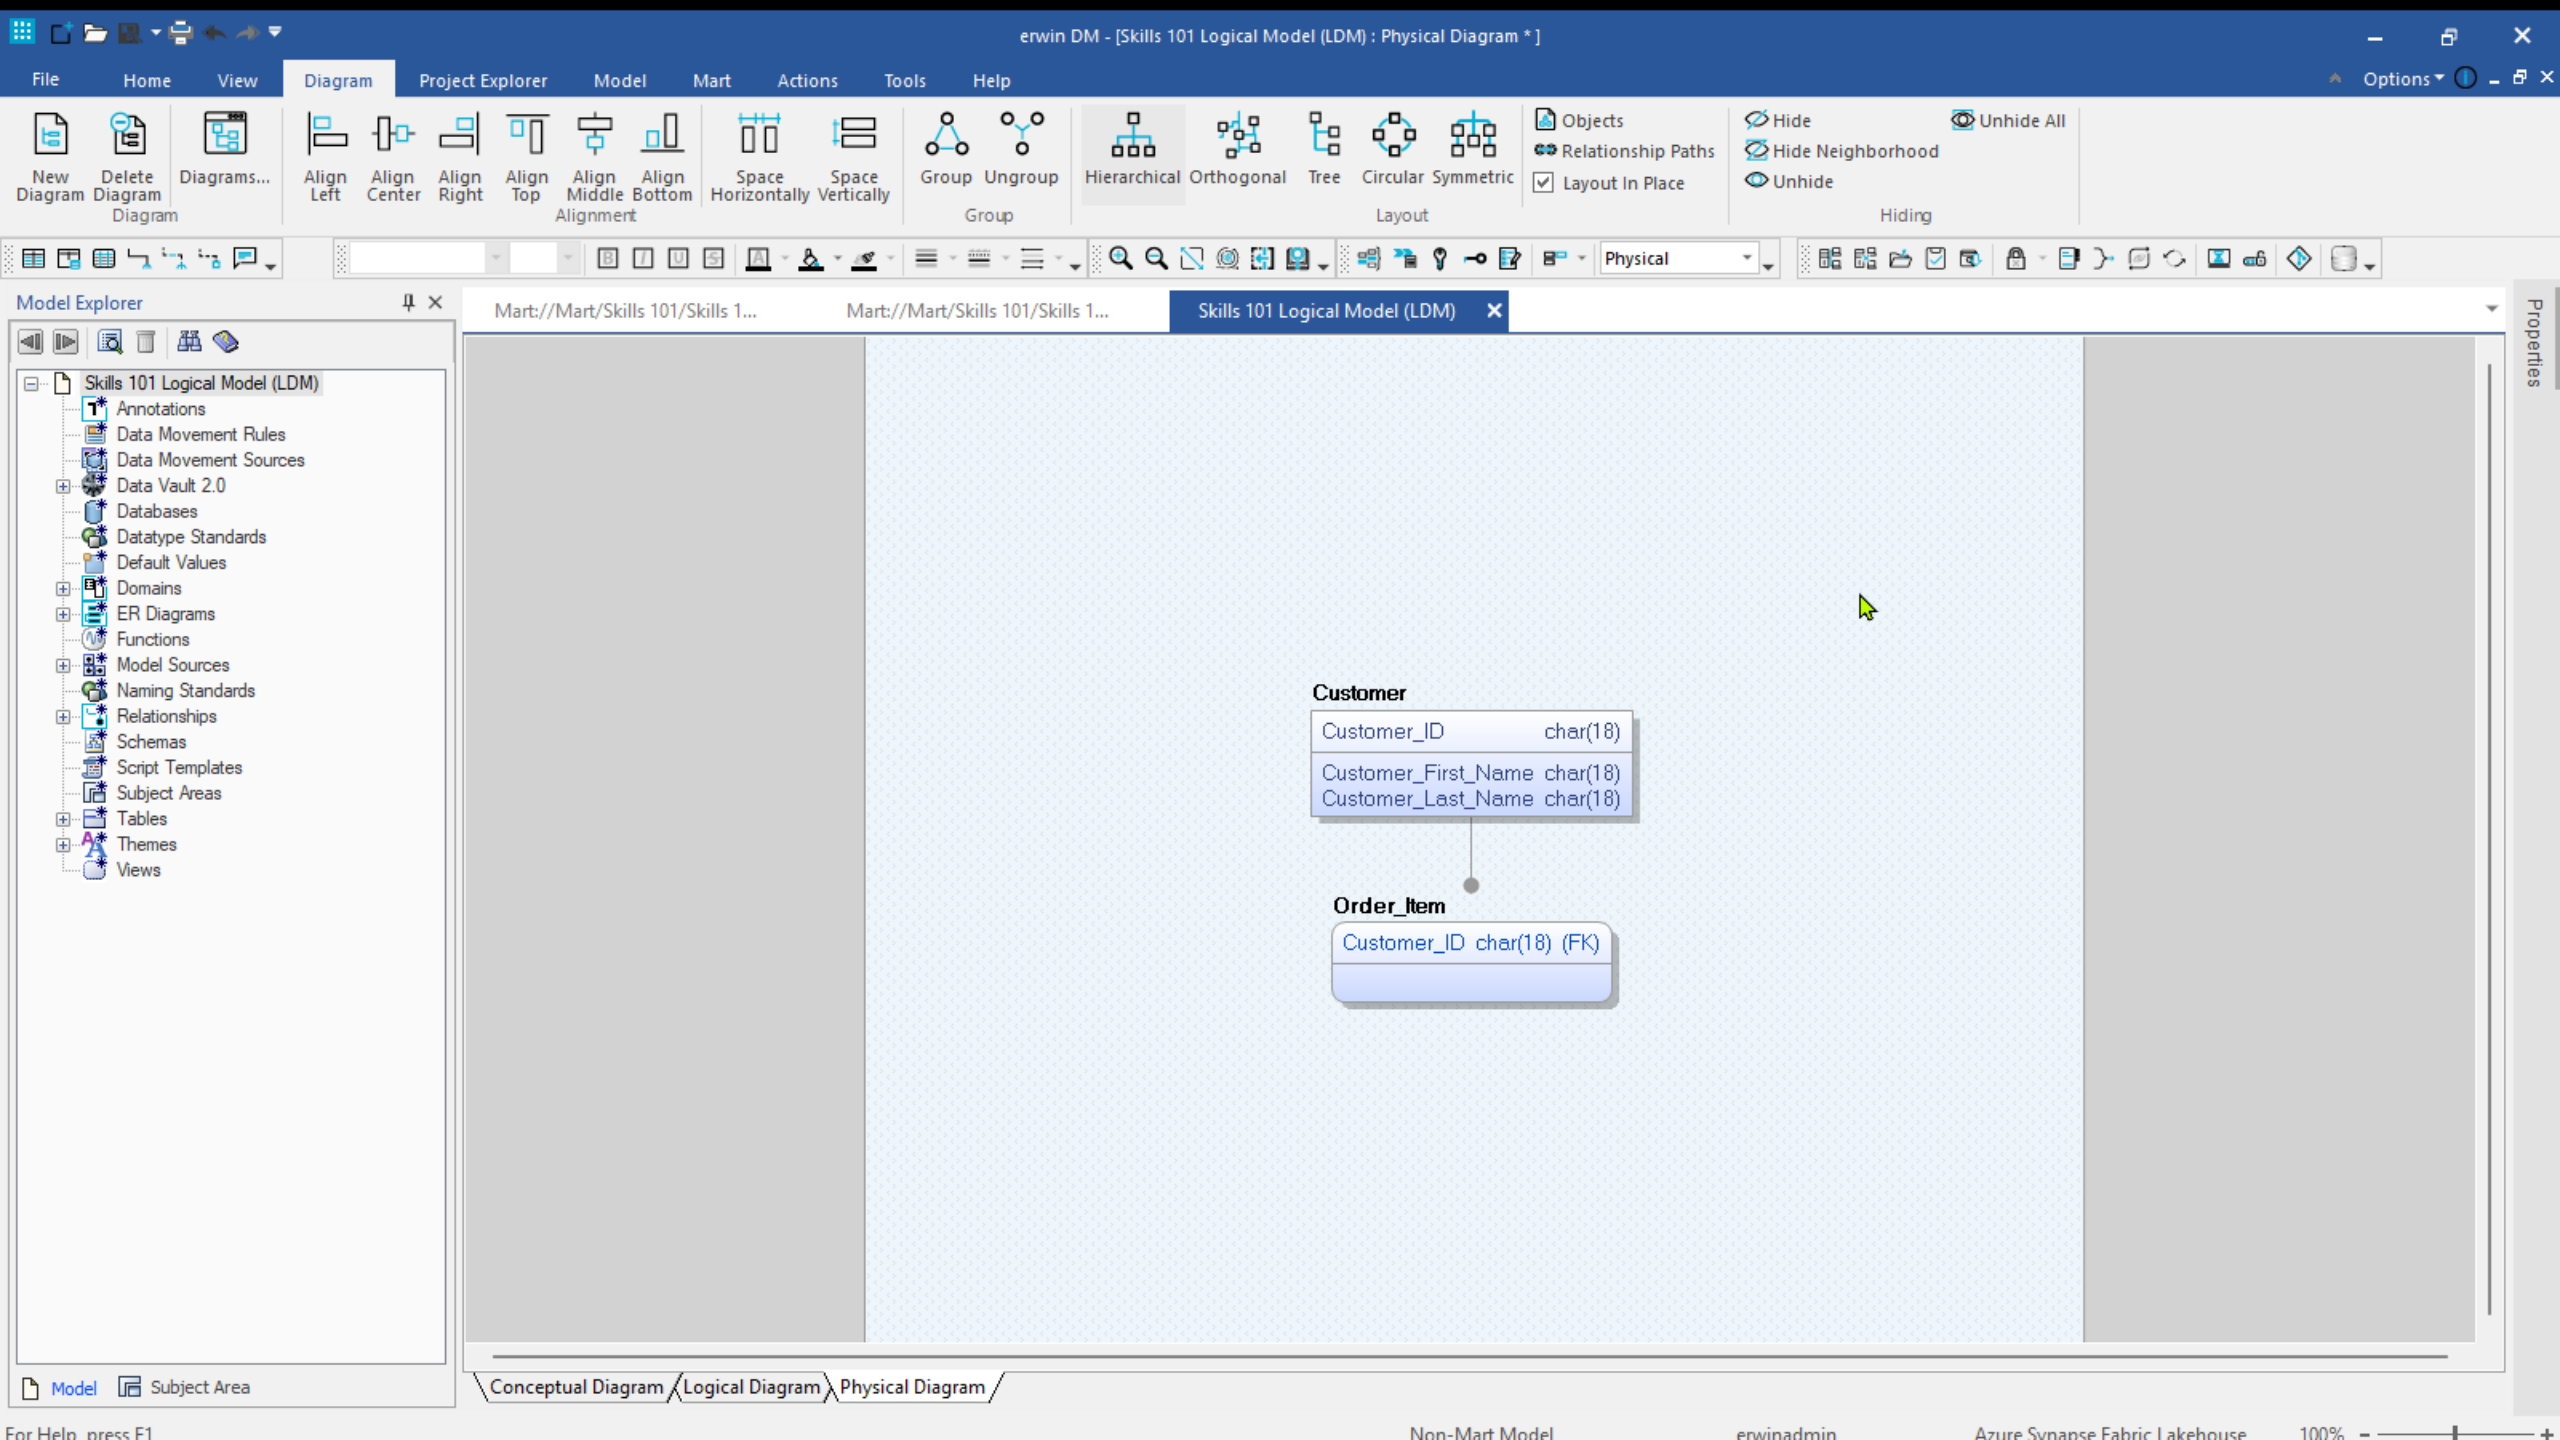 erwin DM - [Skills 101 Logical Model (LDM) : Physical Diagram * ]
File Home View Diagram Project Explorer Model Mart Actions Tools Help Options
New Diagram
Delete Diagram
Diagrams...
Diagram
Align Left
Align Center
Align Right
Align Top
Align Middle
Align Bottom
Space Horizontally
Space Vertically
Alignment
Group
Ungroup
Group
Hierarchical
Orthogonal
Tree
Circular
Symmetric
Objects
Relationship Paths
Layout In Place
Layout
Hide
Hide Neighborhood
Unhide
Unhide All
Hiding
Physical
Model Explorer
Mart://Mart/Skills 101/Skills 1...
Mart://Mart/Skills 101/Skills 1...
Skills 101 Logical Model (LDM)
Properties
Skills 101 Logical Model (LDM)
Annotations
Data Movement Rules
Data Movement Sources
Data Vault 2.0
Databases
Datatype Standards
Default Values
Domains
ER Diagrams
Functions
Model Sources
Naming Standards
Relationships
Schemas
Script Templates
Subject Areas
Tables
Themes
Views
Customer
Customer_ID char(18)
Customer_First_Name char(18)
Customer_Last_Name char(18)
Order_Item
Customer_ID char(18) (FK)
Model
Subject Area
Conceptual Diagram
Logical Diagram
Physical Diagram
For Help, press F1
Non-Mart Model
erwinadmin
Azure Synapse Fabric Lakehouse
100%